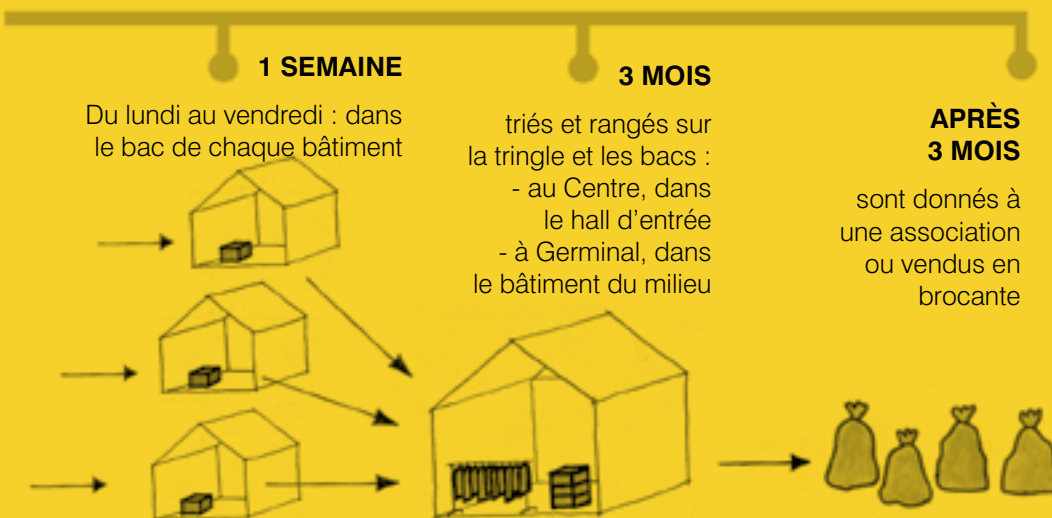 1 SEMAINE
Du lundi au vendredi : dans
le bac de chaque bâtiment
3 MOIS
triés et rangés sur
la tringle et les bacs :
- au Centre, dans
le hall d’entrée
- à Germinal, dans
le bâtiment du milieu
APRÈS
3 MOIS
sont donnés à
une association
ou vendus en
brocante